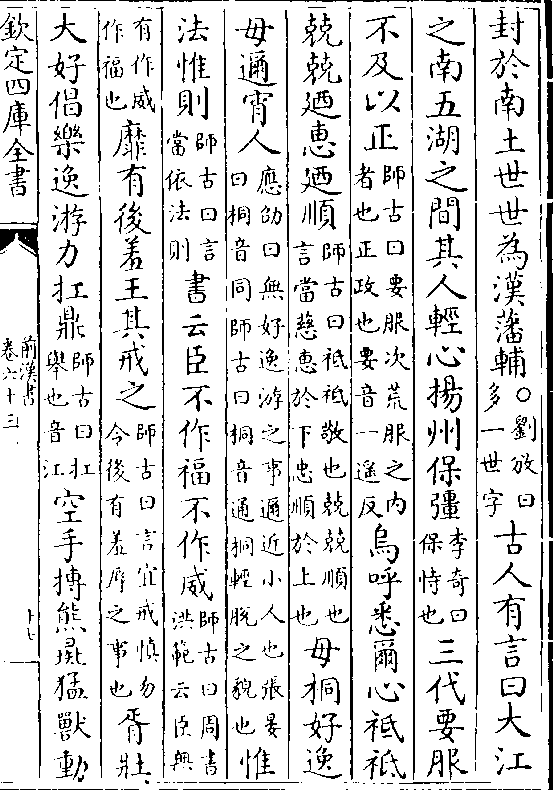 封於南土世世為漢藩輔○劉攽曰多一世字古人有言曰大江
之南五湖之間其人輕心揚州保彊李奇曰保恃也三代要服
不及以正師古曰要服次荒服之内者也正政也要音一遥反烏呼悉爾心祗祗
兢兢廼惠廼順師古曰祗祗敬也兢兢順也言當慈惠於下忠順於上也毋桐好逸
毋邇宵人應劭曰無好逸游之事邇近小人也張晏曰桐音同師古曰桐音通桐輕脱之貌也惟
法惟則師古曰言當依法則書云臣不作福不作威師古曰周書洪範云臣無
有作威作福也靡有後羞王其戒之師古曰言宜戒慎勿令後有羞辱之事也胥壯
大好倡樂逸游力扛鼎師古曰扛舉也音江空手搏熊彘猛獸動
欽定四庫全書
前漢書
卷六十三
十七